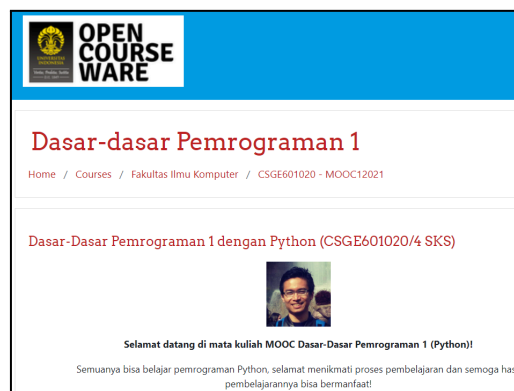 OPEN
COURSE
WARE
UNIVERSITAS
INDONESIA
Dasar-dasar Pemrograman 1
Home / Courses / Fakultas Ilmu Komputer / CSGE601020 - MOOC12021
Dasar-Dasar Pemrograman 1 dengan Python (CSGE601020/4 SKS)
Selamat datang di mata kuliah MOOC Dasar-Dasar Pemrograman 1 (Python)!
Semuanya bisa belajar pemrograman Python, selamat menikmati proses pembelajaran dan semoga has
pembelajarannya bisa bermanfaat!